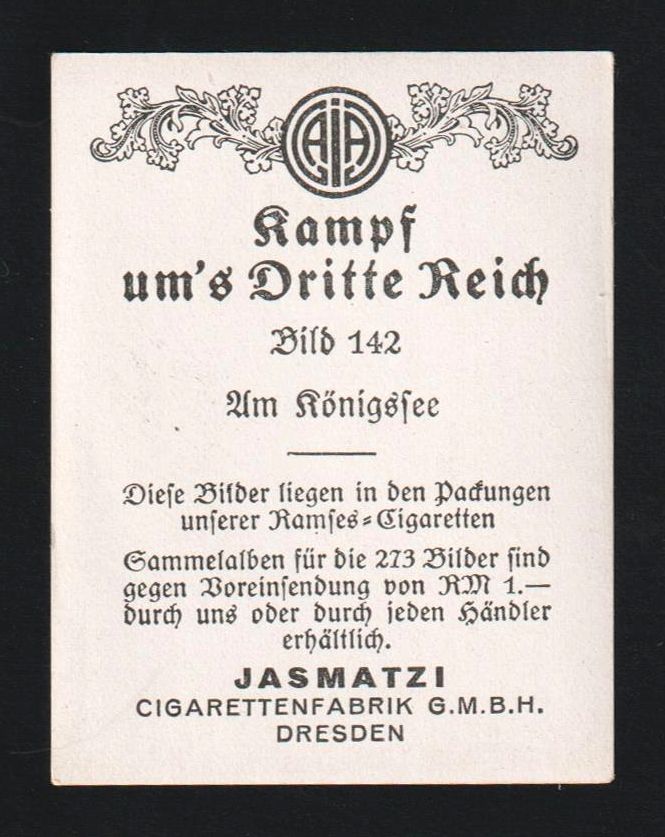 Kampf
um's Dritte Reich
Bild 142
Am Königssee
Diese Bilder liegen in den Packungen
unserer Ramses-Cigaretten
Sammelalben für die 273 Bilder sind
gegen Voreinsendung von RM 1.—
durch uns oder durch jeden Händler
erhältlich.
JASMATZI
CIGARETTENFABRIK G.M.B.H.
DRESDEN